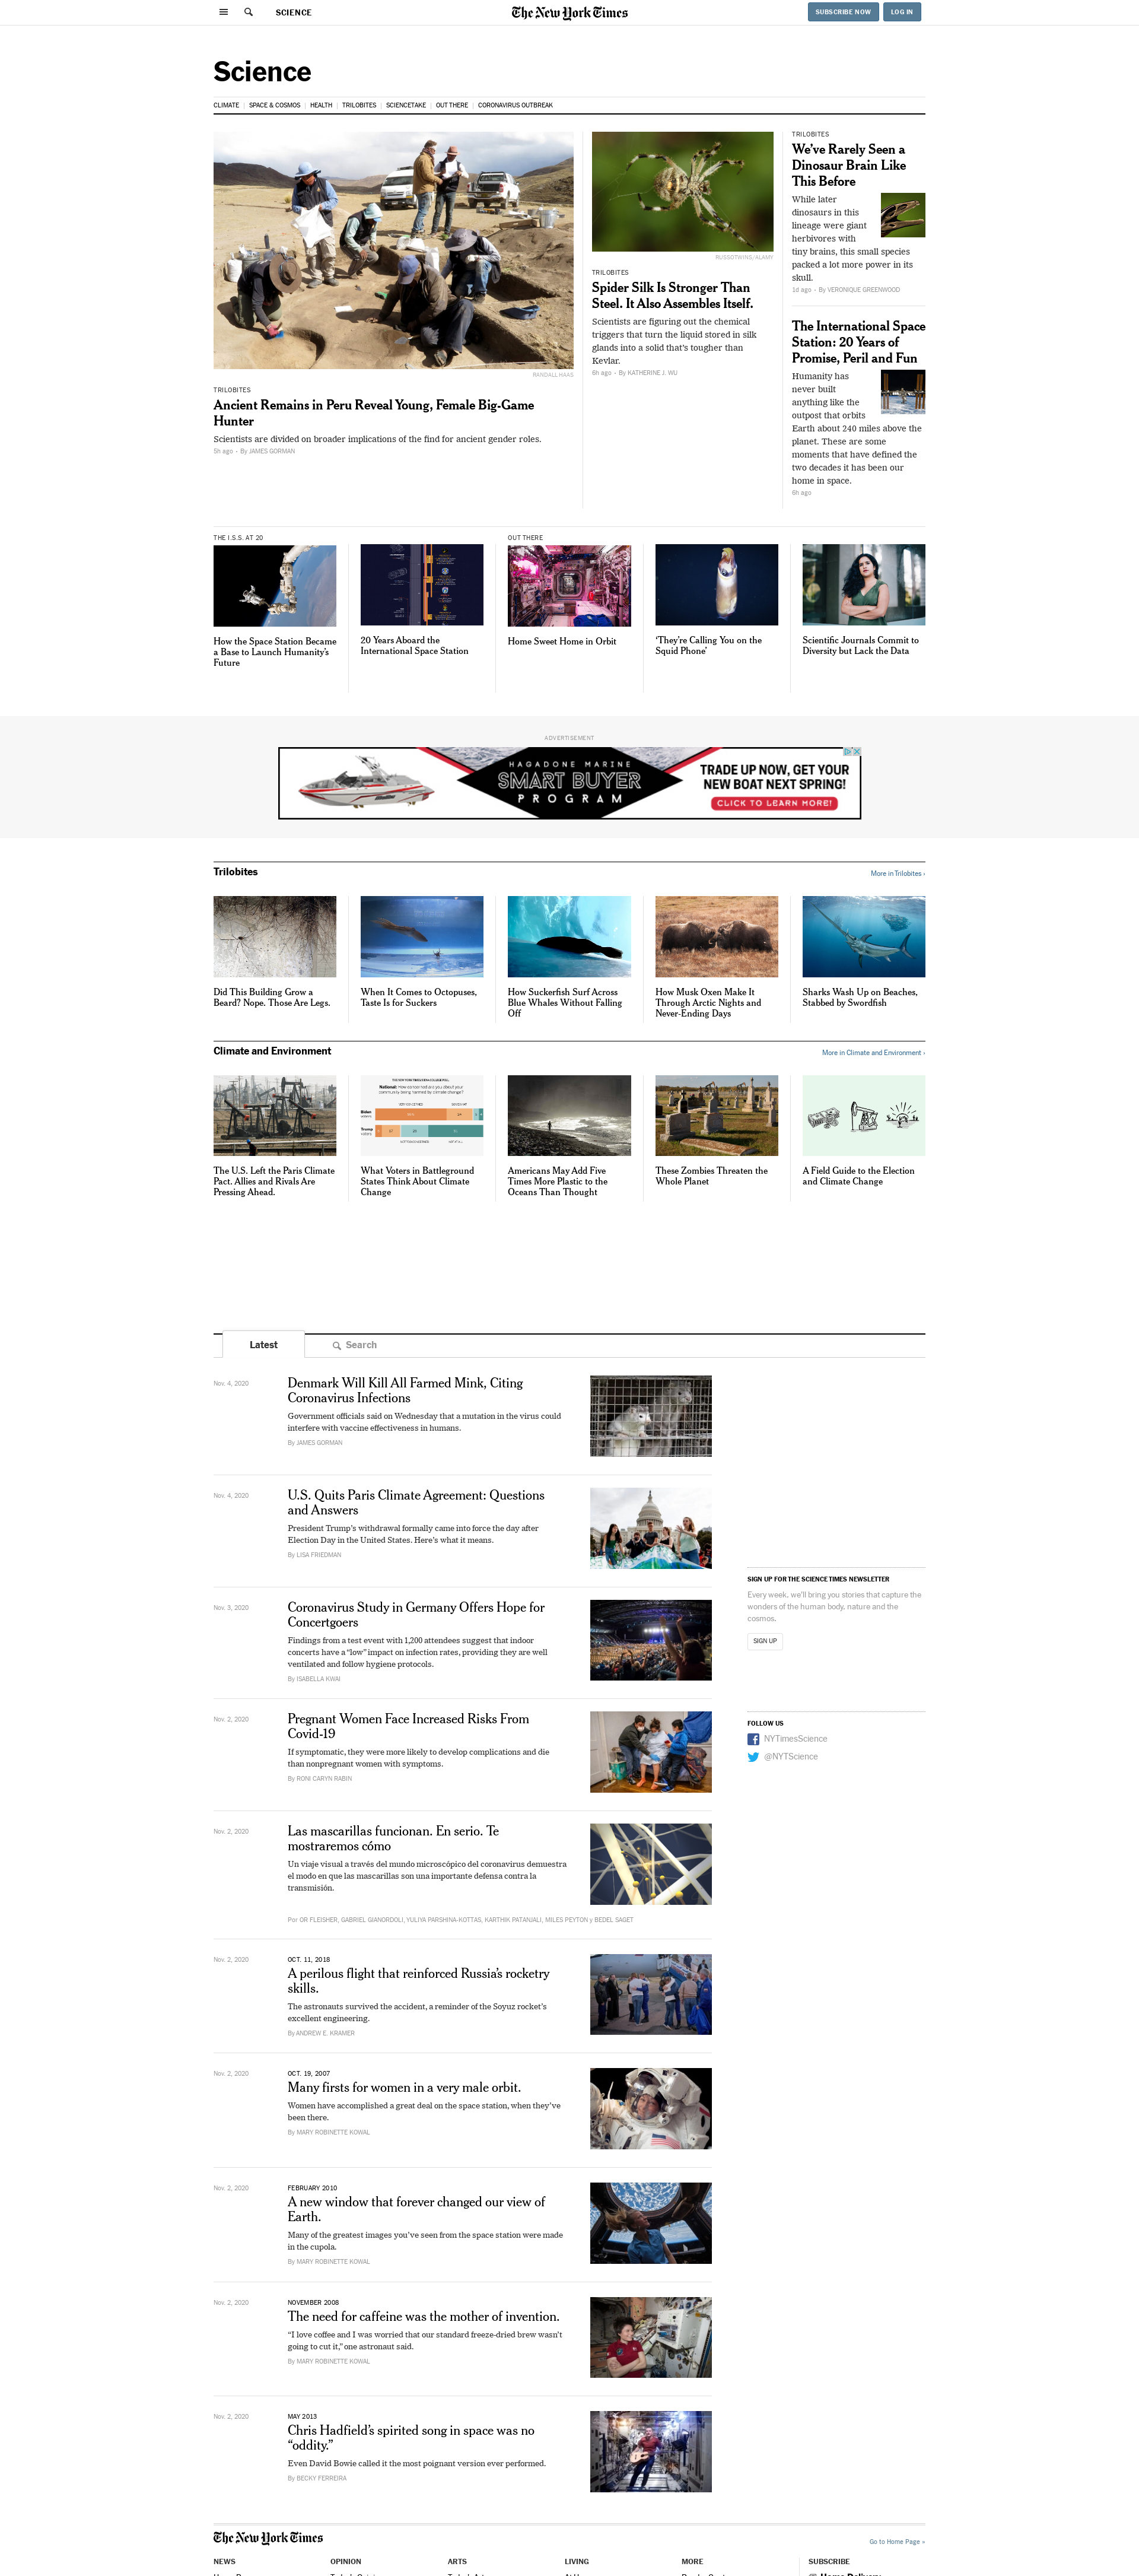 SCIENCE
The New York Times
SUBSCRIBE NOW
LOG IN
Science
CLIMATE
SPACE & COSMOS
HEALTH
TRILOBITES
SCIENCETAKE
OUT THERE
CORONAVIRUS OUTBREAK
RANDALL HAAS
TRILOBITES
Ancient Remains in Peru Reveal Young, Female Big-Game
Hunter
Scientists are divided on broader implications of the find for ancient gender roles.
5h ago · By JAMES GORMAN
RUSSOTWINS/ALAMY
TRILOBITES
Spider Silk Is Stronger Than
Steel. It Also Assembles Itself.
Scientists are figuring out the chemical
triggers that turn the liquid stored in silk
glands into a solid that's tougher than
Kevlar.
6h ago · By KATHERINE J. WU
TRILOBITES
We've Rarely Seen a
Dinosaur Brain Like
This Before
While later
dinosaurs in this
lineage were giant
herbivores with
tiny brains, this small species
packed a lot more power in its
skull.
1d ago · By VERONIQUE GREENWOOD
The International Space
Station: 20 Years of
Promise, Peril and Fun
Humanity has
never built
anything like the
outpost that orbits
Earth about 240 miles above the
planet. These are some
moments that have defined the
two decades it has been our
home in space.
6h ago
THE I.S.S. AT 20
How the Space Station Became
a Base to Launch Humanity's
Future
20 Years Aboard the
International Space Station
OUT THERE
Home Sweet Home in Orbit
'They're Calling You on the
Squid Phone'
Scientific Journals Commit to
Diversity but Lack the Data
ADVERTISEMENT
HAGADONE MARINE
SMART BUYER
PROGRAM
TRADE UP NOW, GET YOUR
NEW BOAT NEXT SPRING!
CLICK TO LEARN MORE!
Trilobites
More in Trilobites ›
Did This Building Grow a
Beard? Nope. Those Are Legs.
When It Comes to Octopuses,
Taste Is for Suckers
How Suckerfish Surf Across
Blue Whales Without Falling
Off
How Musk Oxen Make It
Through Arctic Nights and
Never-Ending Days
Sharks Wash Up on Beaches,
Stabbed by Swordfish
Climate and Environment
More in Climate and Environment ›
The U.S. Left the Paris Climate
Pact. Allies and Rivals Are
Pressing Ahead.
National: How concerned are you about your
community being harmed by climate change?
Biden
voters
Trump
voters
What Voters in Battleground
States Think About Climate
Change
Americans May Add Five
Times More Plastic to the
Oceans Than Thought
These Zombies Threaten the
Whole Planet
A Field Guide to the Election
and Climate Change
Latest
Search
Nov. 4, 2020
Denmark Will Kill All Farmed Mink, Citing
Coronavirus Infections
Government officials said on Wednesday that a mutation in the virus could
interfere with vaccine effectiveness in humans.
By JAMES GORMAN
Nov. 4, 2020
U.S. Quits Paris Climate Agreement: Questions
and Answers
President Trump's withdrawal formally came into force the day after
Election Day in the United States. Here's what it means.
By LISA FRIEDMAN
Nov. 3, 2020
Coronavirus Study in Germany Offers Hope for
Concertgoers
Findings from a test event with 1,200 attendees suggest that indoor
concerts have a "low" impact on infection rates, providing they are well
ventilated and follow hygiene protocols.
By ISABELLA KWAI
Nov. 2, 2020
Pregnant Women Face Increased Risks From
Covid-19
If symptomatic, they were more likely to develop complications and die
than nonpregnant women with symptoms.
By RONI CARYN RABIN
Nov. 2, 2020
Las mascarillas funcionan. En serio. Te
mostraremos cómo
Un viaje visual a través del mundo microscópico del coronavirus demuestra
el modo en que las mascarillas son una importante defensa contra la
transmisión.
Por OR FLEISHER, GABRIEL GIANORDOLI, YULIYA PARSHINA-KOTTAS, KARTHIK PATANJALI, MILES PEYTON y BEDEL SAGET
Nov. 2, 2020
OCT. 11, 2018
A perilous flight that reinforced Russia's rocketry
skills.
The astronauts survived the accident, a reminder of the Soyuz rocket's
excellent engineering.
By ANDREW E. KRAMER
Nov. 2, 2020
OCT. 19, 2007
Many firsts for women in a very male orbit.
Women have accomplished a great deal on the space station, when they've
been there.
By MARY ROBINETTE KOWAL
Nov. 2, 2020
FEBRUARY 2010
A new window that forever changed our view of
Earth.
Many of the greatest images you've seen from the space station were made
in the cupola.
By MARY ROBINETTE KOWAL
Nov. 2, 2020
NOVEMBER 2008
The need for caffeine was the mother of invention.
"I love coffee and I was worried that our standard freeze-dried brew wasn't
going to cut it," one astronaut said.
By MARY ROBINETTE KOWAL
Nov. 2, 2020
MAY 2013
Chris Hadfield's spirited song in space was no
"oddity."
Even David Bowie called it the most poignant version ever performed.
By BECKY FERREIRA
SIGN UP FOR THE SCIENCE TIMES NEWSLETTER
Every week, we'll bring you stories that capture the
wonders of the human body, nature and the
cosmos.
SIGN UP
FOLLOW US
NYTimesScience
@NYTScience
The New York Times
Go to Home Page »
NEWS
OPINION
ARTS
LIVING
MORE
SUBSCRIBE